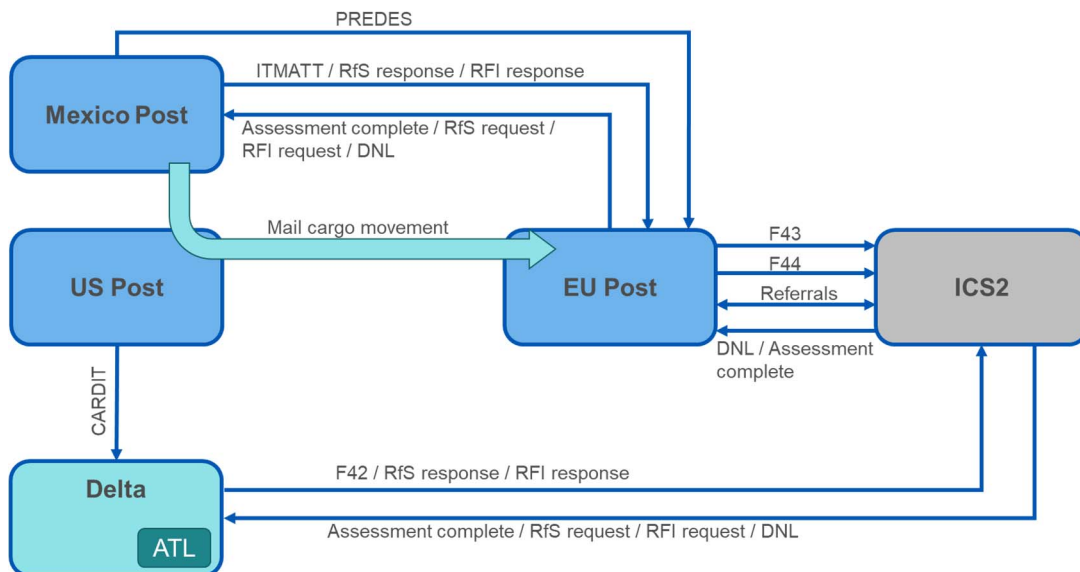 PREDES
ITMATT / RfS response / RFI response
Mexico Post
Assessment complete / RfS request /
RFI request / DNL
Mail cargo movement
US Post
EU Post
F43
F44
Referrals
ICS2
DNL / Assessment
complete
CARDIT
Delta
ATL
F42 / RfS response / RFI response
Assessment complete / RfS request / RFI request / DNL